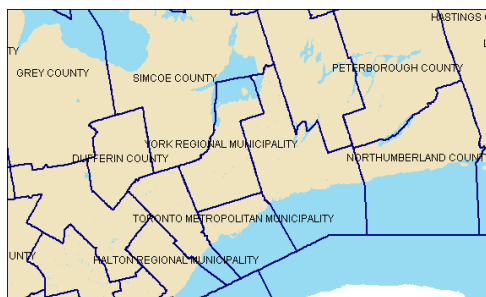 HASTINGS C
TY
L
GREY COUNTY
PETERBOROUGH COUNTY
SIMCOE COUNTY
YORK REGIONAL MUNICIPALITY
DUFFERIN COUNTY
NORTHUMBERLAND COUNT
TORONTO METROPOLITAN MUNICIPALITY
OUNTY
HALTON REGIONAL MUNICIPALITY